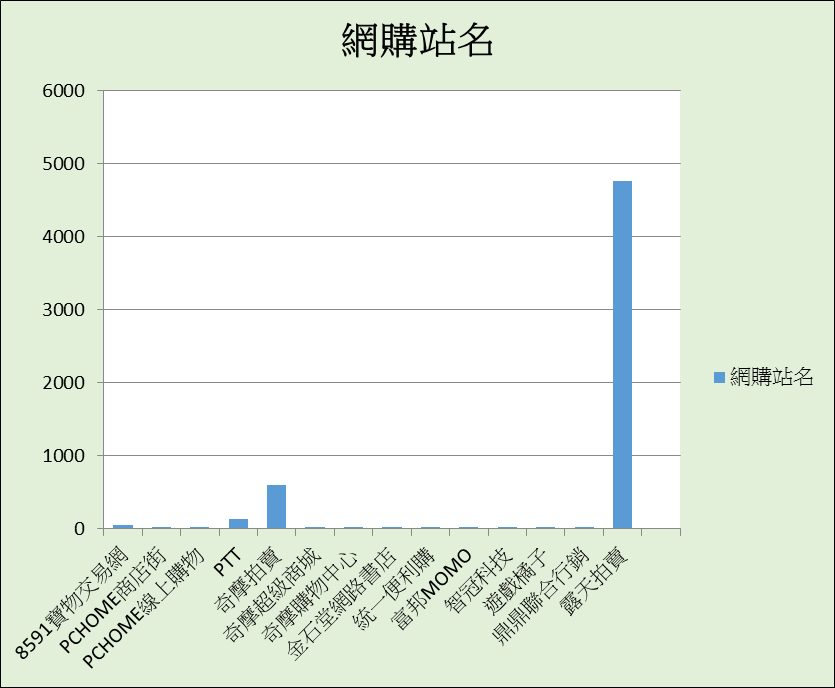 網購站名
6000
5000
4000
3000
2000
1000
0
8591寶物交易網
PCHOME商店街
PCHOME線上購物
PTT
奇摩拍賣
奇摩超級商城
奇摩購物中心
金石堂網路書店
統一便利購
富邦MOMO
智冠科技
遊戲橘子
鼎鼎聯合行銷
露天拍賣
網購站名